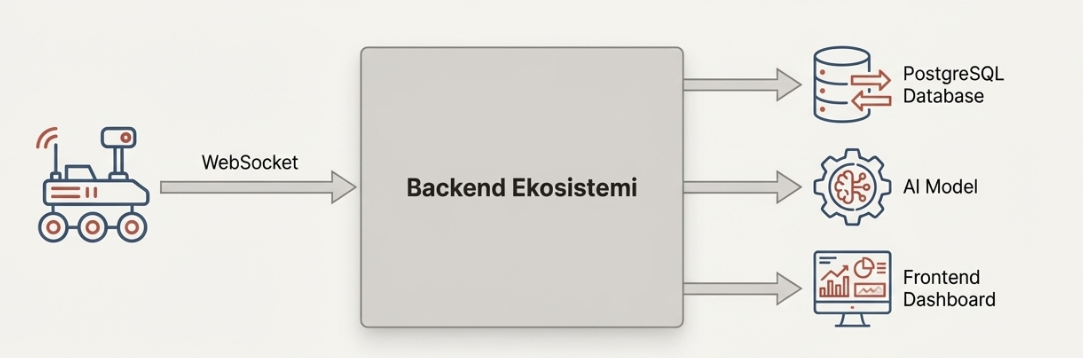 WebSocket
Backend Ekosistemi
PostgreSQL
Database
AI Model
Frontend
Dashboard